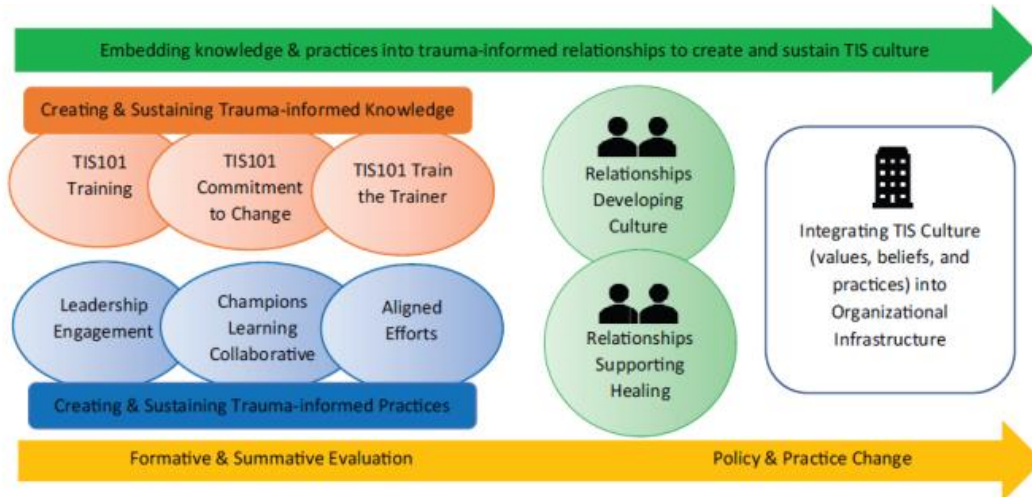 Embedding knowledge & practices into trauma-informed relationships to create and sustain TIS culture
Creating & Sustaining Trauma-informed Knowledge
TIS101
Training
TIS101
Commitment
to Change
TIS101 Train
the Trainer
Leadership
Engagement
Champions
Learning
Collaborative
Aligned
Efforts
Creating & Sustaining Trauma-informed Practices
Relationships
Developing
Culture
Relationships
Supporting
Healing
Integrating TIS Culture
(values, beliefs, and
practices) into
Organizational
Infrastructure
Formative & Summative Evaluation
Policy & Practice Change